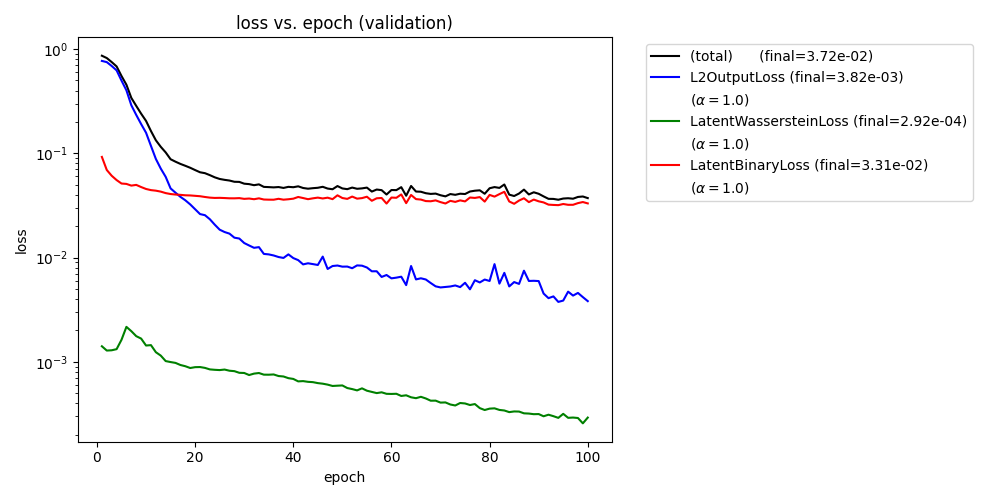 loss vs. epoch (validation)
10⁰
10⁻¹
10⁻²
10⁻³
loss
0 20 40 60 80 100
epoch
(total) (final=3.72e-02)
L2OutputLoss (final=3.82e-03)
(α = 1.0)
LatentWassersteinLoss (final=2.92e-04)
(α = 1.0)
LatentBinaryLoss (final=3.31e-02)
(α = 1.0)